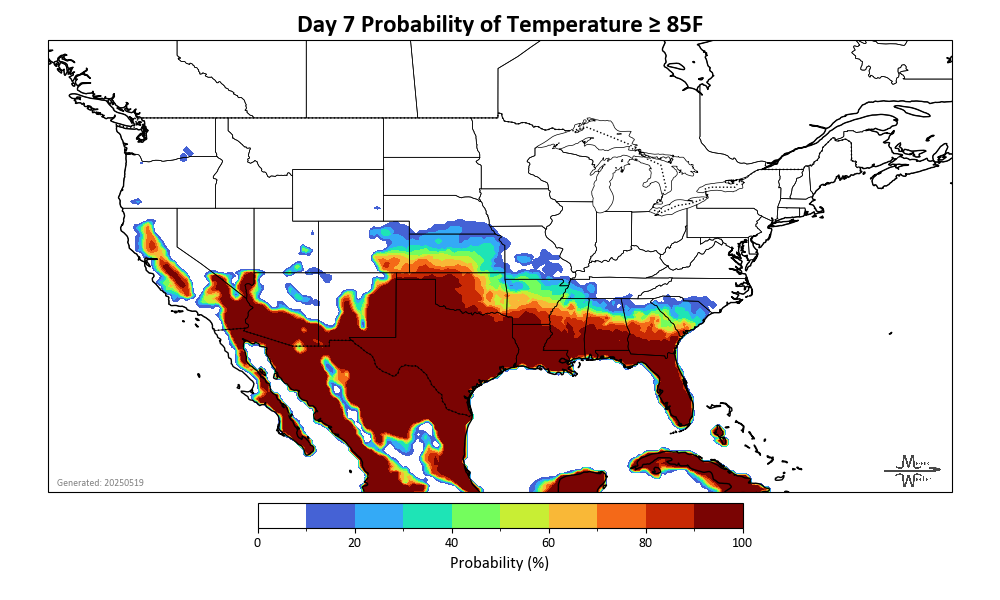 Day 7 Probability of Temperature ≥ 85F
Generated: 20250519
0 20 40 60 80 100
Probability (%)